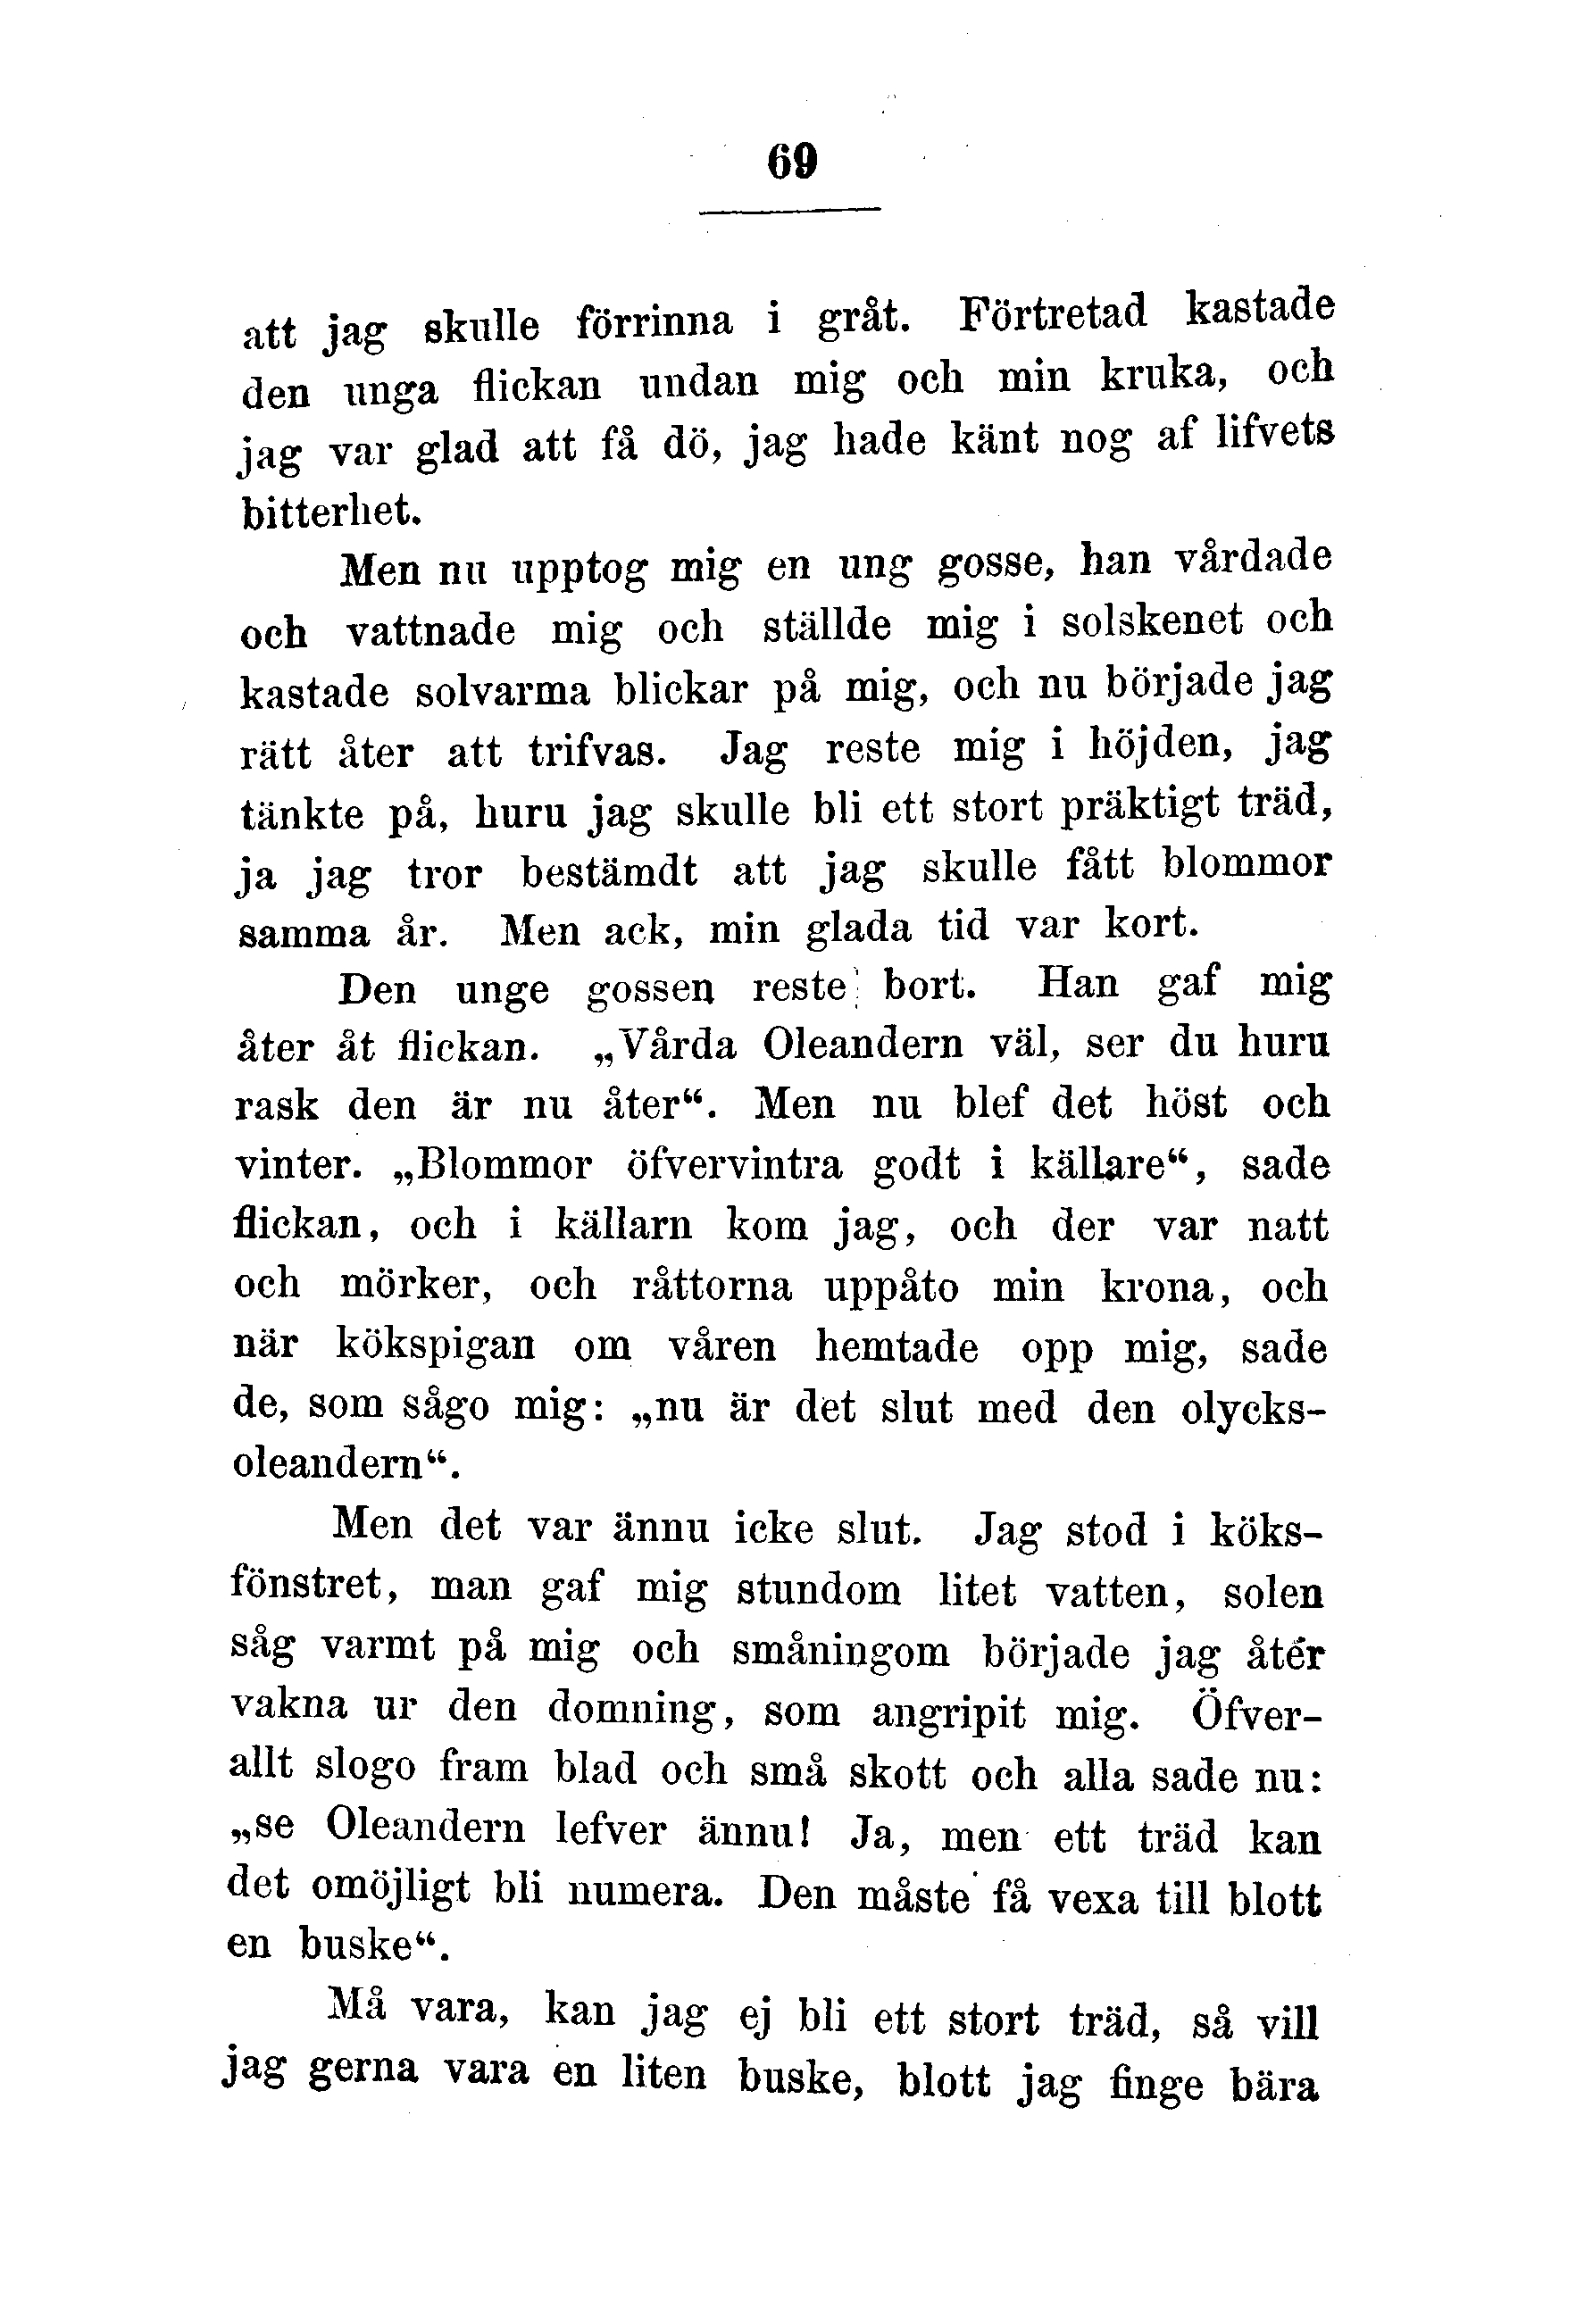 69
att jag skulle förrinna i gråt. Förtretad kastade
den unga flickan undan mig och min kruka, och
jag var glad att få dö, jag hade känt nog af lifvets
bitterhet.
Men nu upptog mig en ung gosse, han vårdade
och vattnade mig och ställde mig i solskenet och
kastade solvarma blickar på mig, och nu började jag
rätt åter att trifvas. Jag reste mig i höjden, jag
tänkte på, huru jag skulle bli ett stort präktigt träd,
ja jag tror bestämdt att jag skulle fått blommor
samma år. Men ack, min glada tid var kort.
Den unge gossen reste bort. Han gaf mig
åter åt flickan. „Vårda Oleandern väl, ser du huru
rask den är nu åter“. Men nu blef det höst och
vinter. „Blommor öfvervintra godt i källare“, sade
flickan, och i källarn kom jag, och der var natt
och mörker, och råttorna uppåto min krona, och
när kökspigan om våren hemtade opp mig, sade
de, som sågo mig: „nu är det slut med den olycks-
oleandern“.
Men det var ännu icke slut. Jag stod i köks-
fönstret, man gaf mig stundom litet vatten, solen
såg varmt på mig och småningom började jag åter
vakna ur den domning, som angripit mig. Öfver-
allt slogo fram blad och små skott och alla sade nu:
„se Oleandern lefver ännu! Ja, men ett träd kan
det omöjligt bli numera. Den måste få vexa till blott
en buske“.
Må vara, kan jag ej bli ett stort träd, så vill
jag gerna vara en liten buske, blott jag finge bära